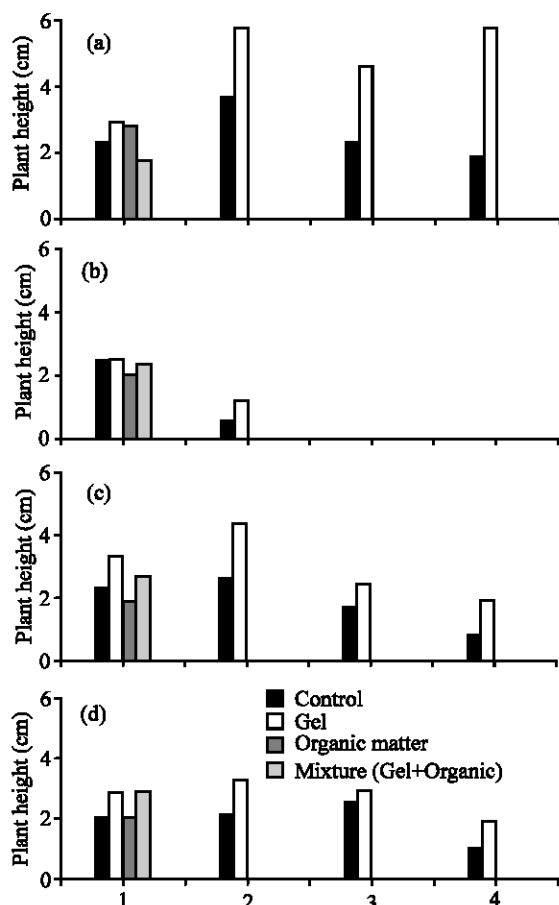 6
(a)
4
2
0
Plant height (cm)
6
(b)
4
2
0
Plant height (cm)
6
(c)
4
2
0
Plant height (cm)
6
(d)
4
2
0
Plant height (cm)
Control
Gel
Organic matter
Mixture (Gel+Organic)
1 2 3 4